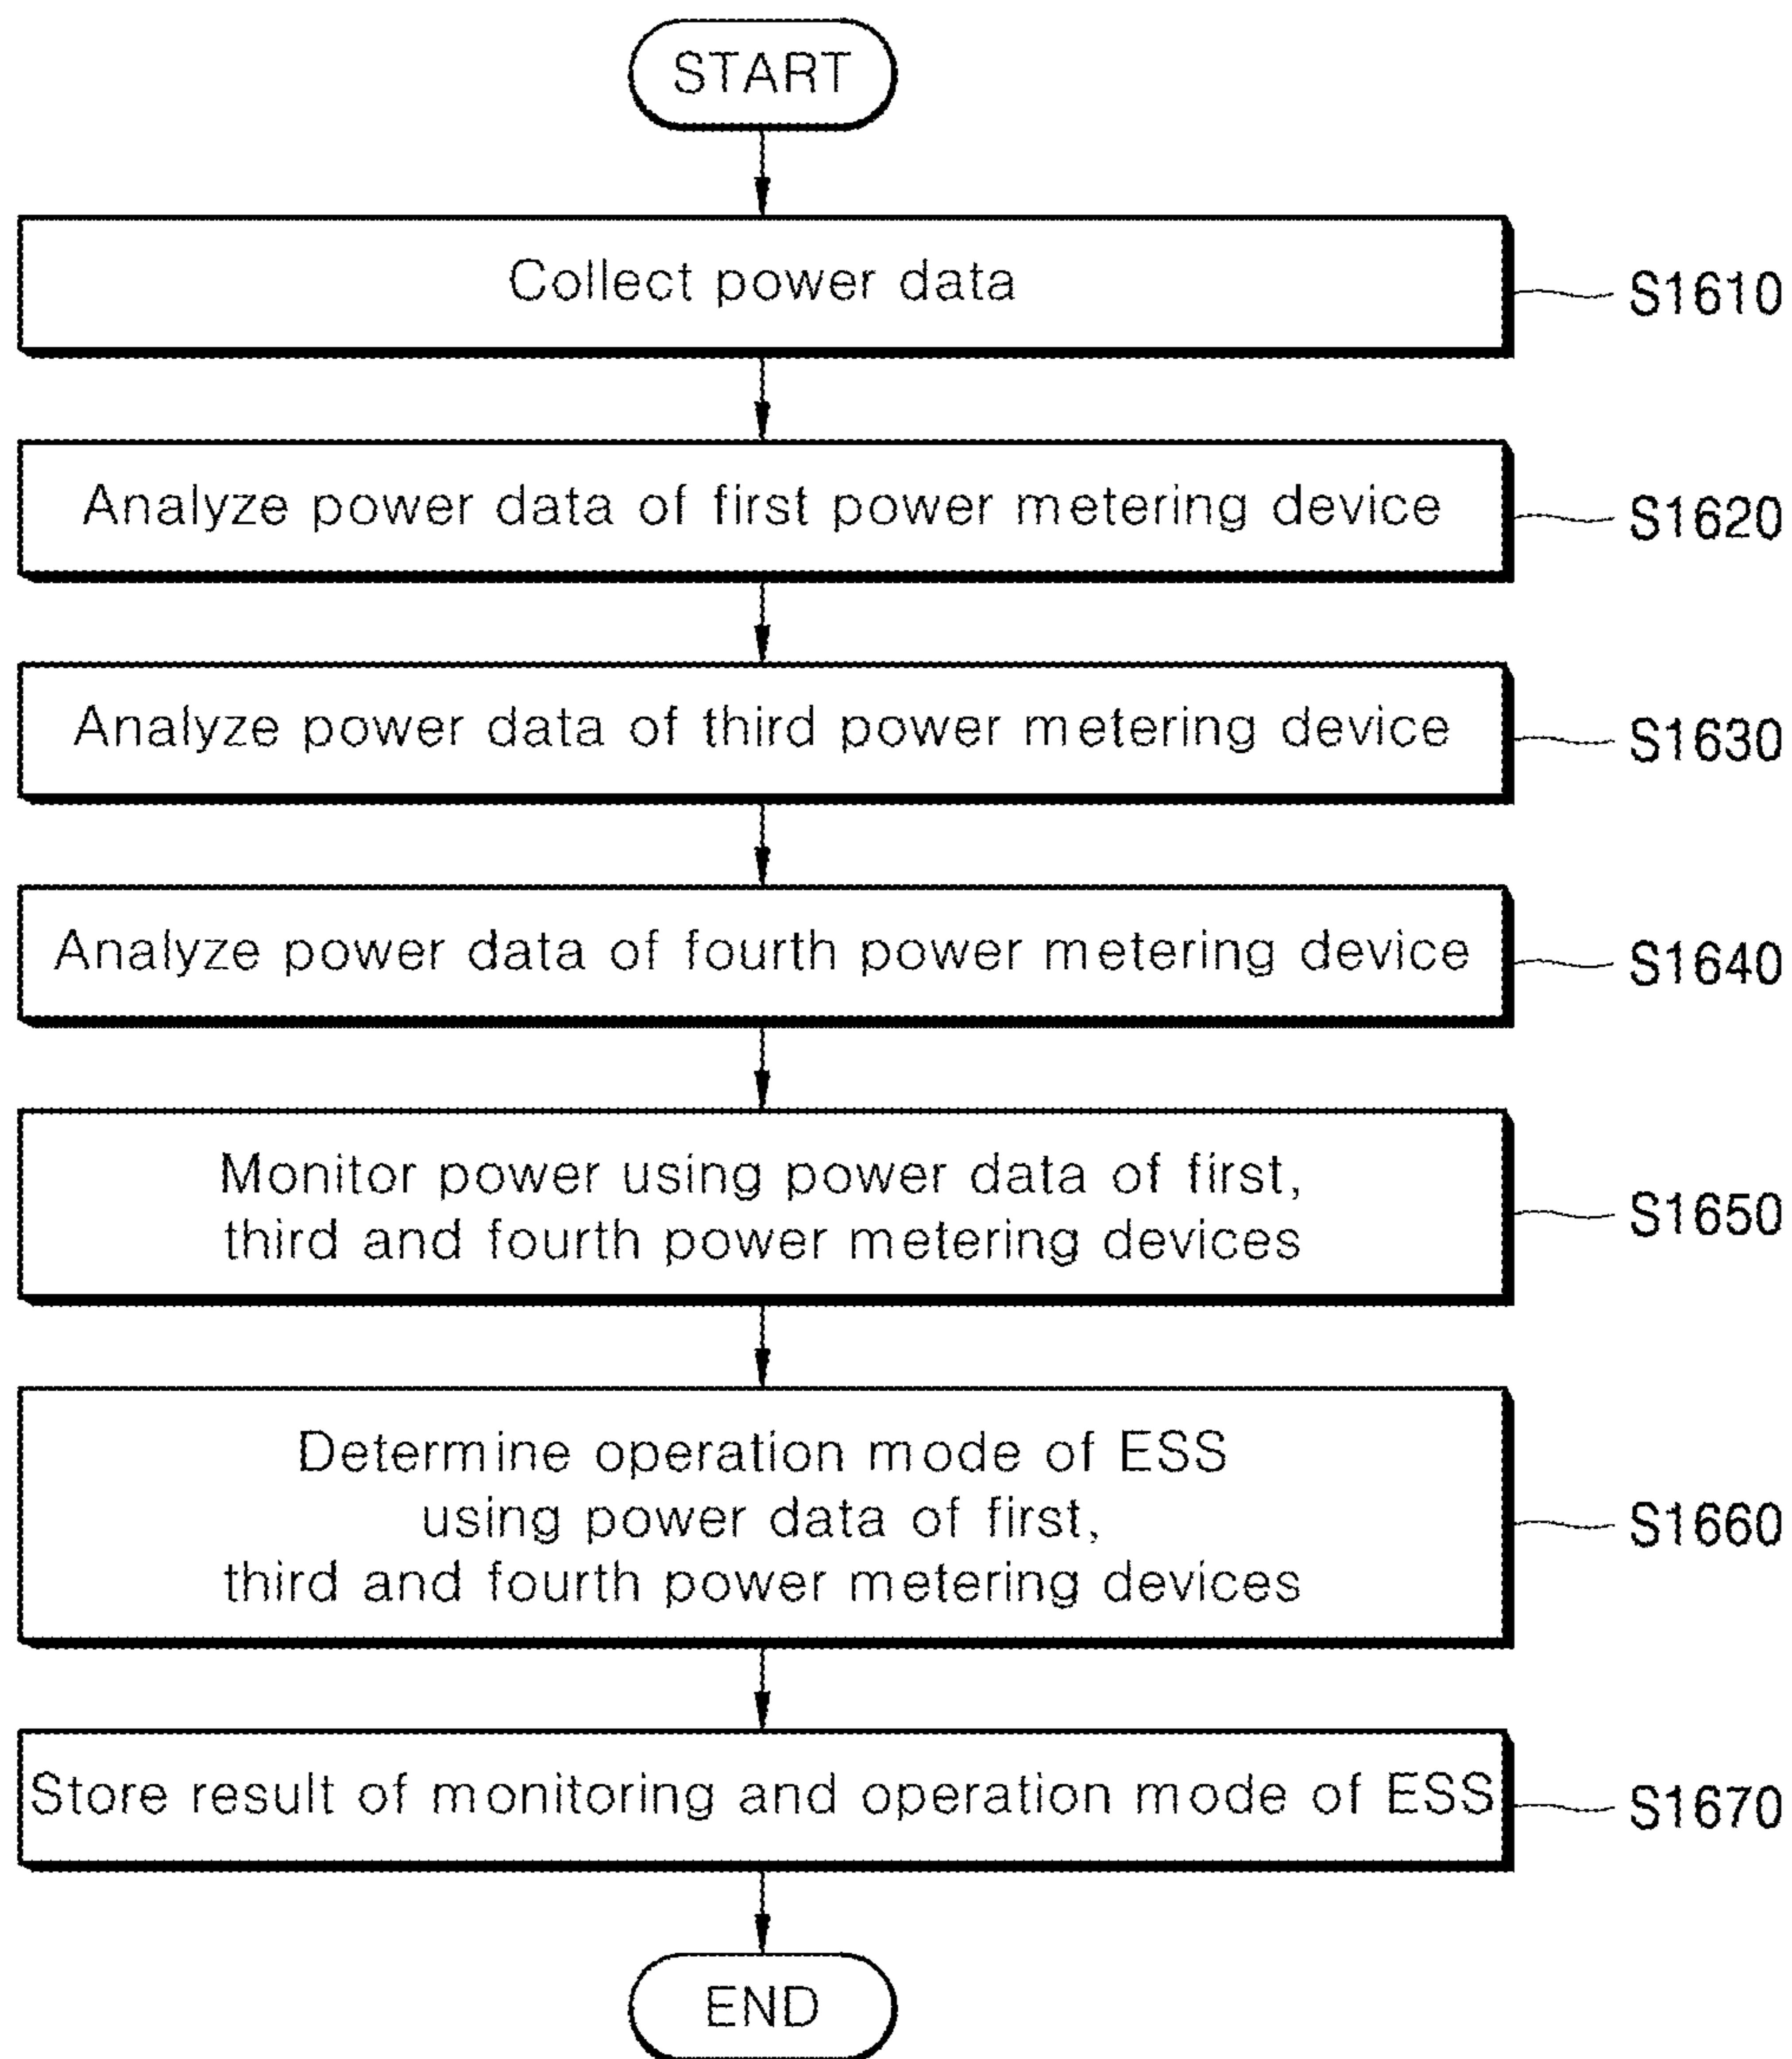 START
Collect power data
S1610
Analyze power data of first power metering device
S1620
Analyze power data of third power metering device
S1630
Analyze power data of fourth power metering device
S1640
Monitor power using power data of first,
third and fourth power metering devices
S1650
Determine operation mode of ESS
using power data of first,
third and fourth power metering devices
S1660
Store result of monitoring and operation mode of ESS
S1670
END